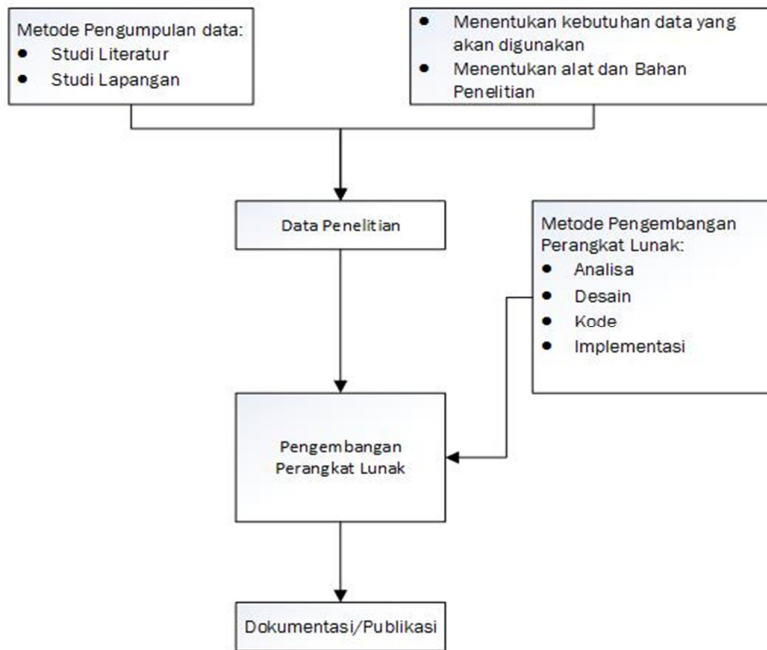 Metode Pengumpulan data:
● Studi Literatur
● Studi Lapangan
● Menentukan kebutuhan data yang
akan digunakan
● Menentukan alat dan Bahan
Penelitian
Data Penelitian
Metode Pengembangan
Perangkat Lunak:
● Analisa
● Desain
● Kode
● Implementasi
Pengembangan
Perangkat Lunak
Dokumentasi/Publikasi